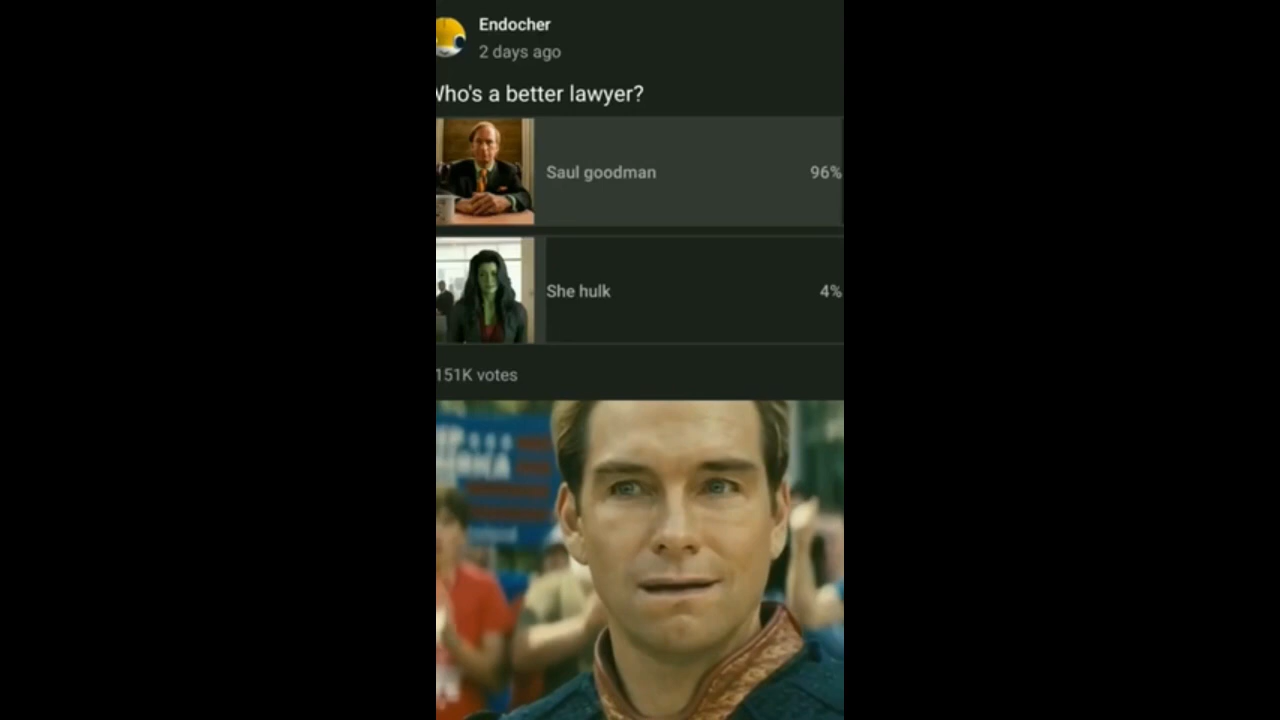 Endocher
2 days ago
Who's a better lawyer?
Saul goodman
96%
She hulk
4%
151K votes